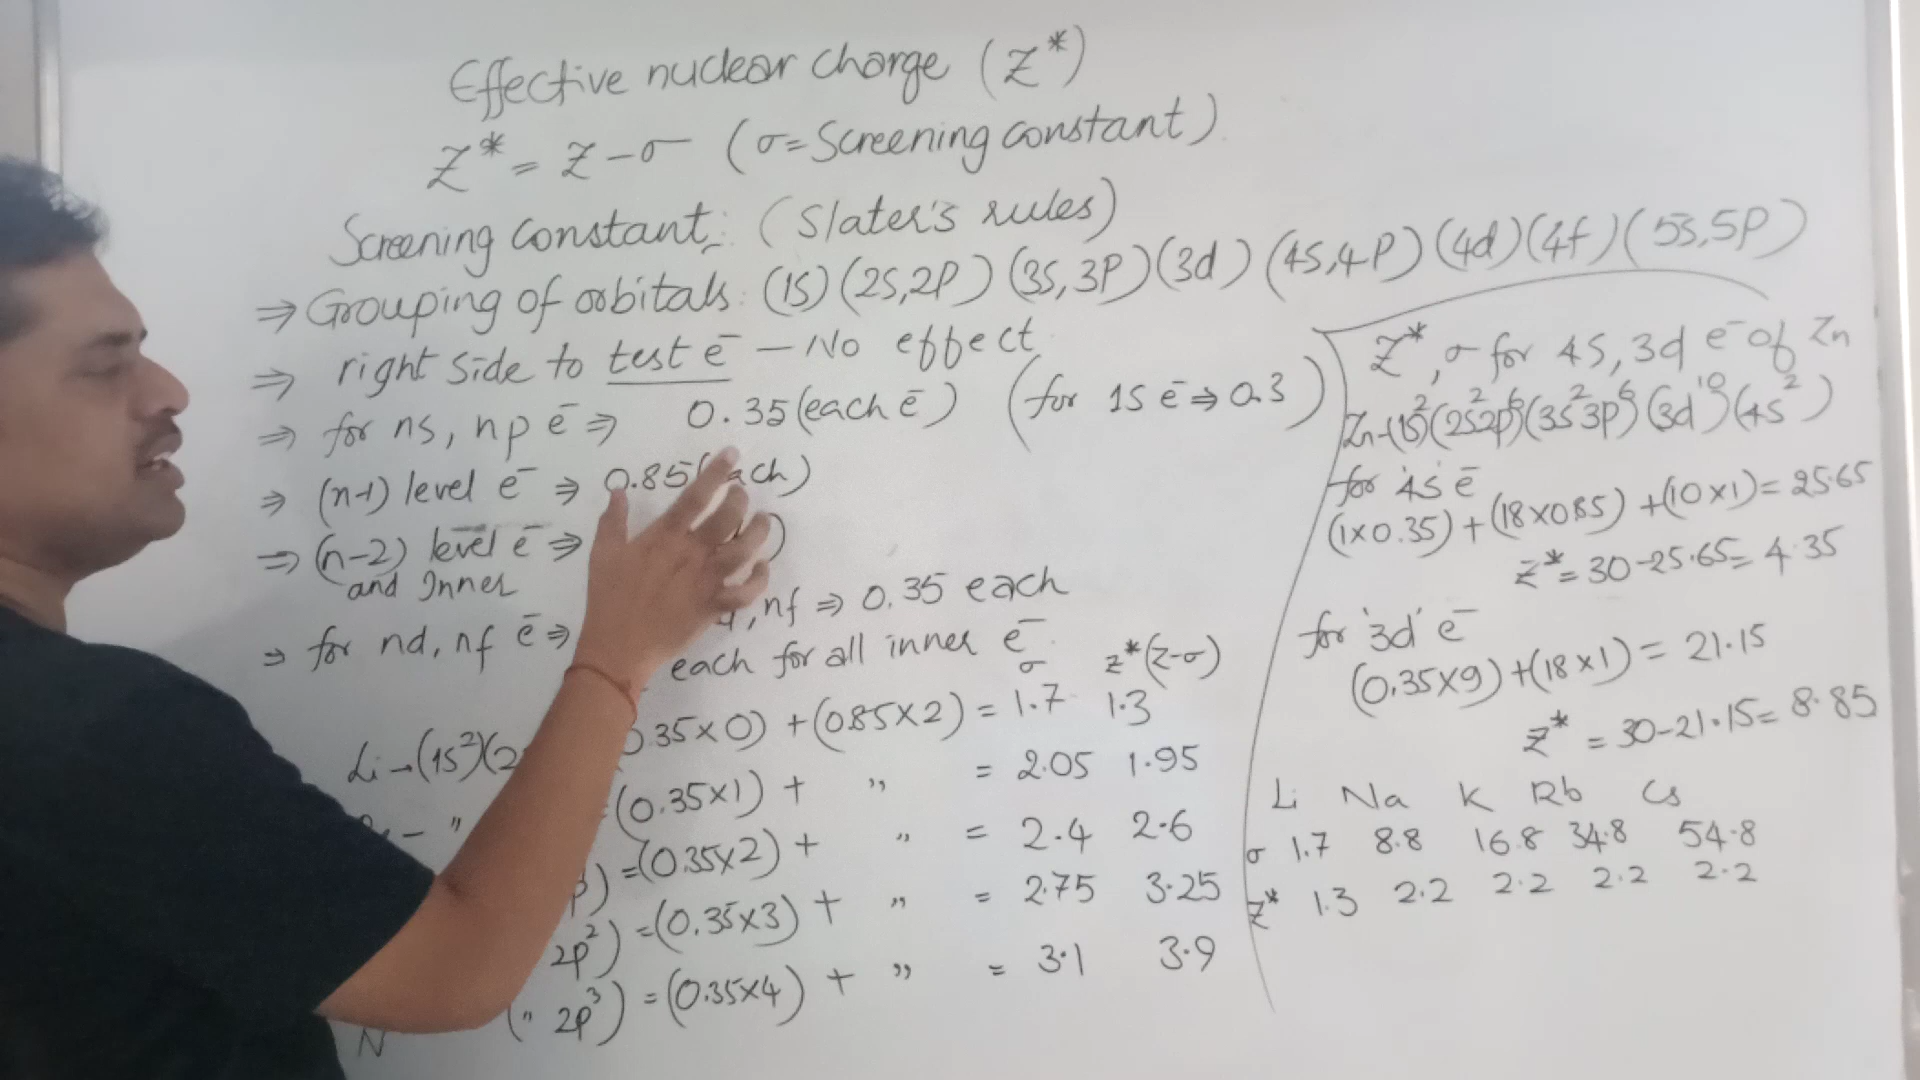 Effective nuclear charge (Z*)
Z* = Z-σ (σ=Screening constant)
Screening constant: (Slater's rules)
⇒ Grouping of orbitals: (1S)(2S,2P)(3S,3P)(3d)(4S,4P)(4d)(4f)(5S,5P)
⇒ right side to test e⁻ - No effect
⇒ for ns, np e⁻ ⇒ 0.35(each e⁻) (for 1S e⁻ ⇒ 0.3)
⇒ (n-1) level e⁻ ⇒ 0.85(each)
⇒ (n-2) level e⁻ ⇒
and Inner
⇒ for nd, nf e⁻ ⇒ nf ⇒ 0.35 each
each for all inner e⁻
σ Z*(Z-σ)
Li → (1S²)(2 0.35×0) + (0.85×2) = 1.7 1.3
" (0.35×1) + " = 2.05 1.95
) = (0.35×2) + " = 2.4 2.6
2p²) = (0.35×3) + " = 2.75 3.25
N (" 2p³) = (0.35×4) + " = 3.1 3.9
Z*, σ for 4S, 3d e⁻ of Zn
Zn-(1S)²(2S²2p⁶)(3S²3p⁶)(3d¹⁰)(4S²)
for '4S' e⁻
(1×0.35) + (18×0.85) + (10×1) = 25.65
Z* = 30-25.65 = 4.35
for '3d' e⁻
(0.35×9) + (18×1) = 21.15
Z* = 30-21.15 = 8.85
Li Na K Rb Cs
σ 1.7 8.8 16.8 34.8 54.8
Z* 1.3 2.2 2.2 2.2 2.2